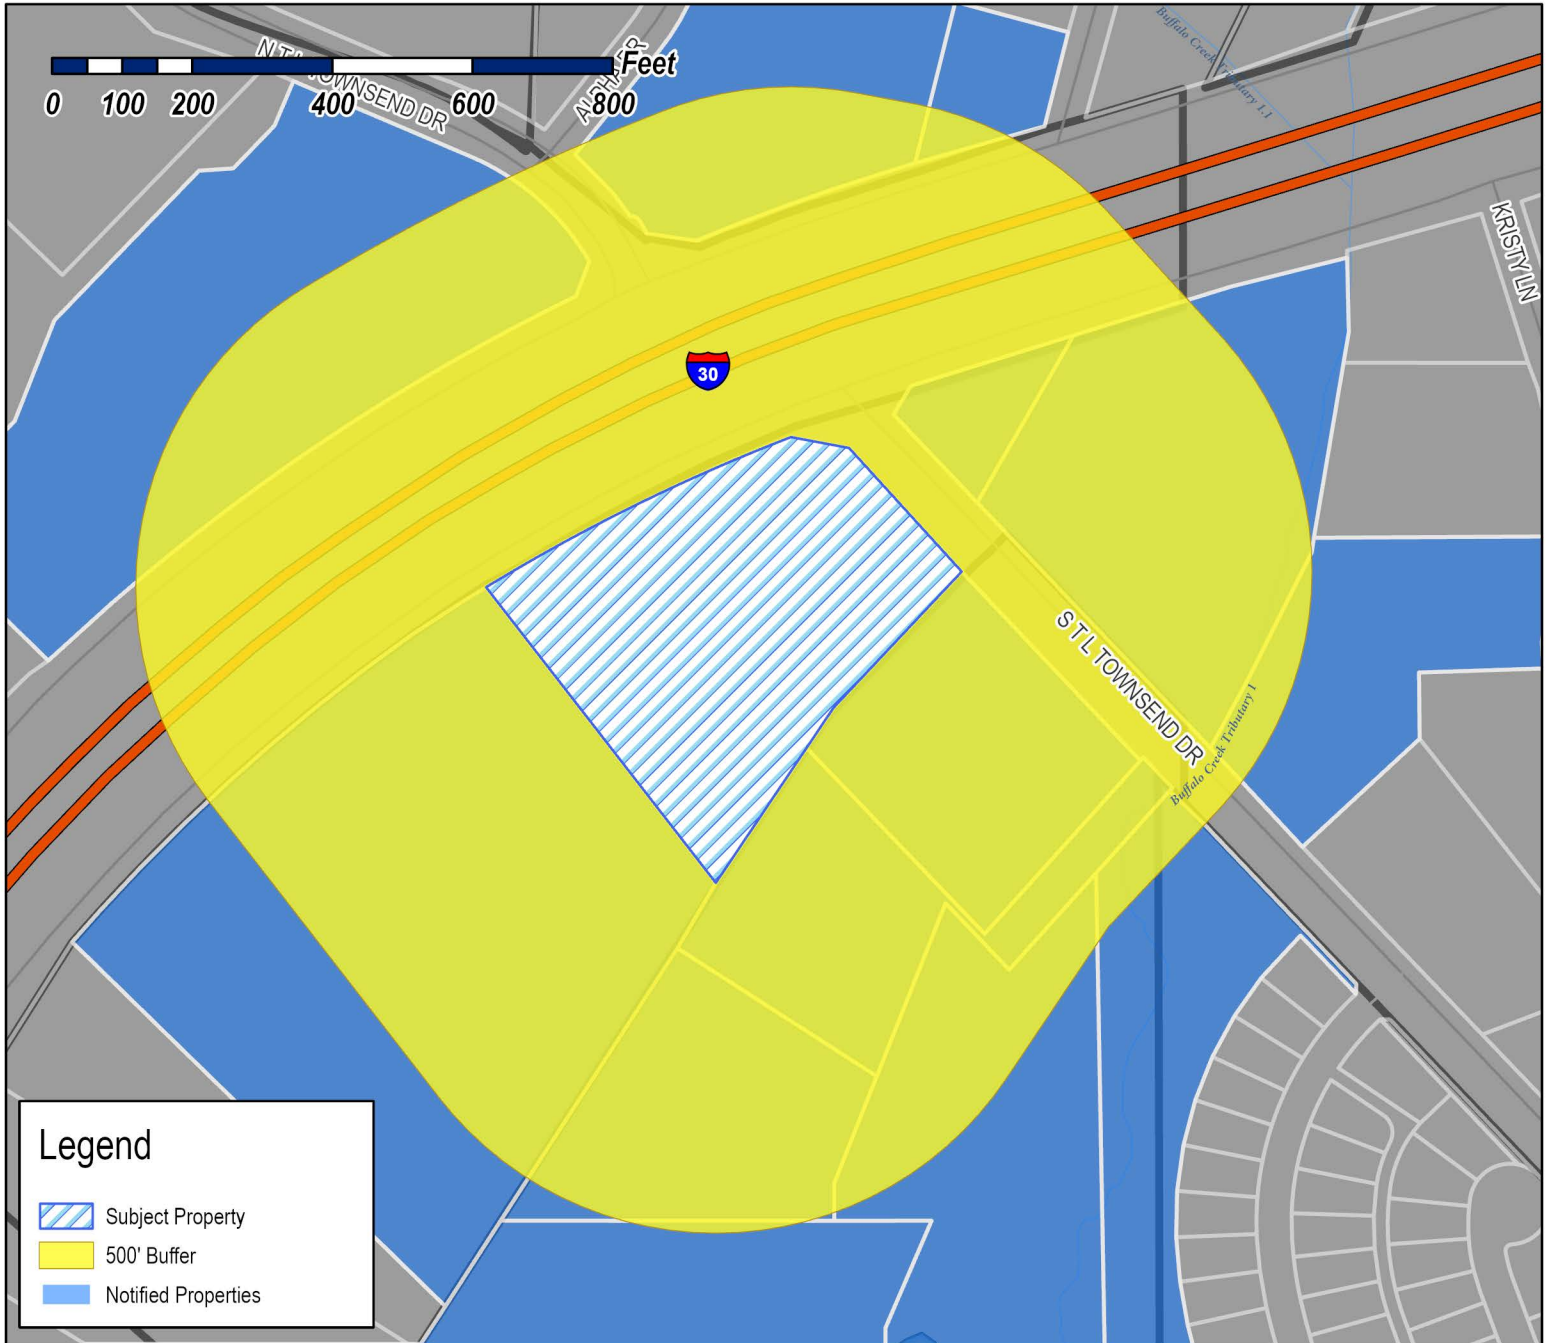 Feet
0 100 200 400 600 800
TOWNSEND DR
Buffalo Creek Tributary 1.1
KRISTY LN
30
S T L TOWNSEND DR
Buffalo Creek Tributary 1
Legend
Subject Property
500' Buffer
Notified Properties